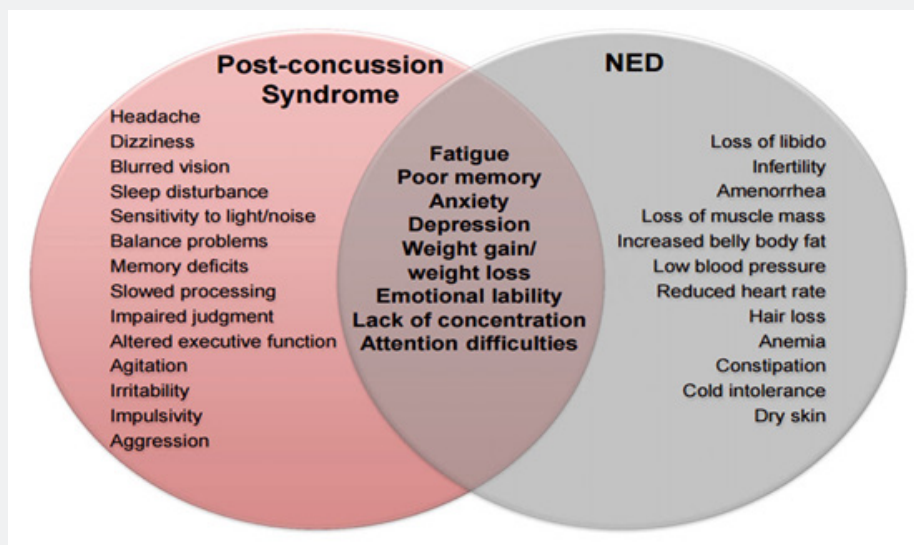 Post-concussion
Syndrome
Headache
Dizziness
Blurred vision
Sleep disturbance
Sensitivity to light/noise
Balance problems
Memory deficits
Slowed processing
Impaired judgment
Altered executive function
Agitation
Irritability
Impulsivity
Aggression
Fatigue
Poor memory
Anxiety
Depression
Weight gain/
weight loss
Emotional lability
Lack of concentration
Attention difficulties
NED
Loss of libido
Infertility
Amenorrhea
Loss of muscle mass
Increased belly body fat
Low blood pressure
Reduced heart rate
Hair loss
Anemia
Constipation
Cold intolerance
Dry skin